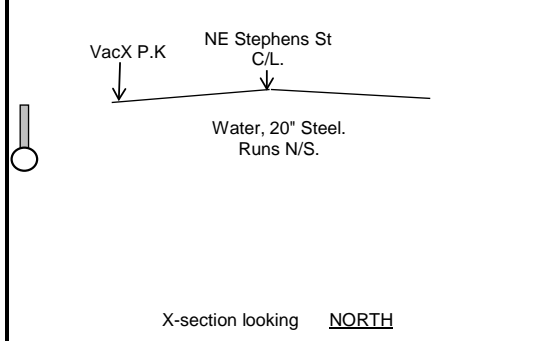 NE Stephens St
VacX P.K
C/L.
Water, 20" Steel.
Runs N/S.
X-section looking NORTH